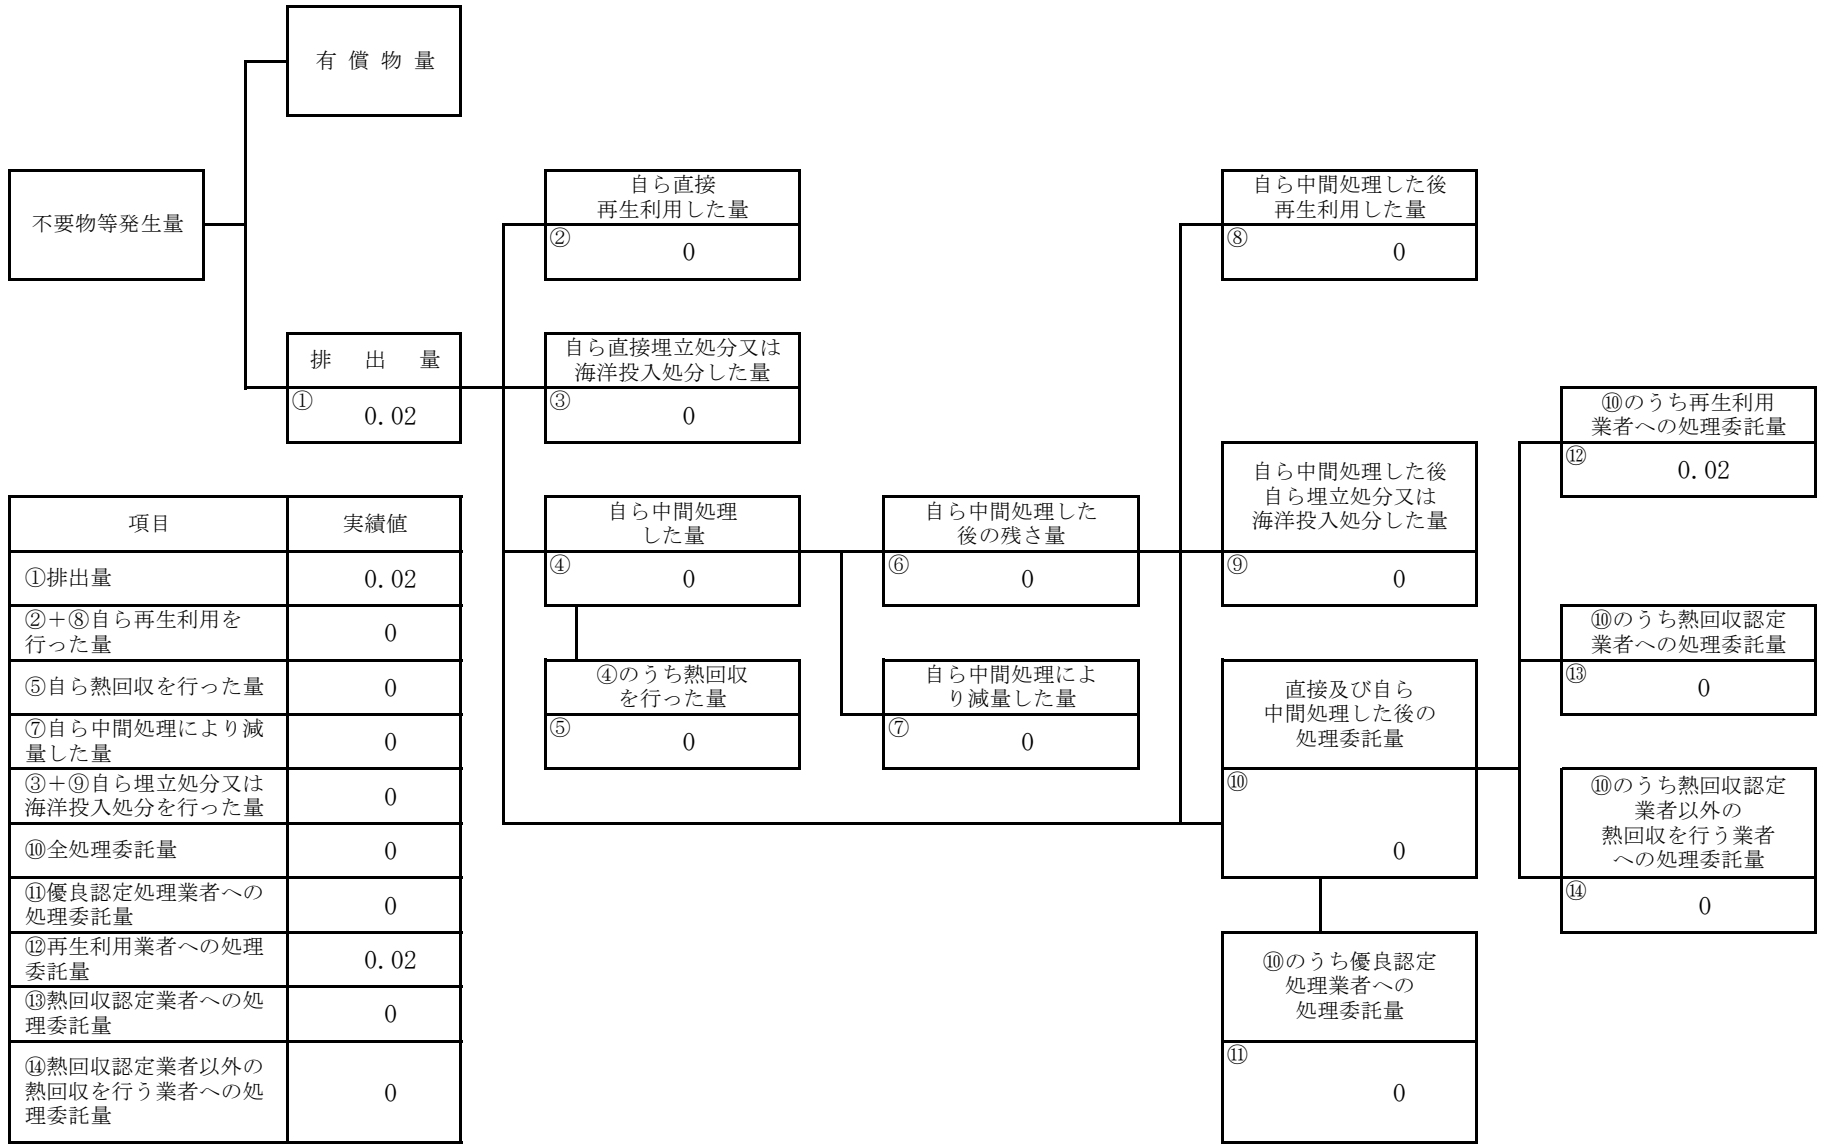 有償物量
不要物等発生量
排出量
①
0.02
自ら直接
再生利用した量
②
0
自ら直接埋立処分又は
海洋投入処分した量
③
0
自ら中間処理
した量
④
0
④のうち熱回収
を行った量
⑤
0
自ら中間処理した
後の残さ量
⑥
0
自ら中間処理によ
り減量した量
⑦
0
自ら中間処理した後
再生利用した量
⑧
0
自ら中間処理した後
自ら埋立処分又は
海洋投入処分した量
⑨
0
直接及び自ら
中間処理した後の
処理委託量
⑩
0
⑩のうち優良認定
処理業者への
処理委託量
⑪
0
⑩のうち再生利用
業者への処理委託量
⑫
0.02
⑩のうち熱回収認定
業者への処理委託量
⑬
0
⑩のうち熱回収認定
業者以外の
熱回収を行う業者
への処理委託量
⑭
0
項目 実績値
①排出量 0.02
②＋⑧自ら再生利用を
行った量 0
⑤自ら熱回収を行った量 0
⑦自ら中間処理により減
量した量 0
③＋⑨自ら埋立処分又は
海洋投入処分を行った量 0
⑩全処理委託量 0
⑪優良認定処理業者への
処理委託量 0
⑫再生利用業者への処理
委託量 0.02
⑬熱回収認定業者への処
理委託量 0
⑭熱回収認定業者以外の
熱回収を行う業者への処
理委託量 0